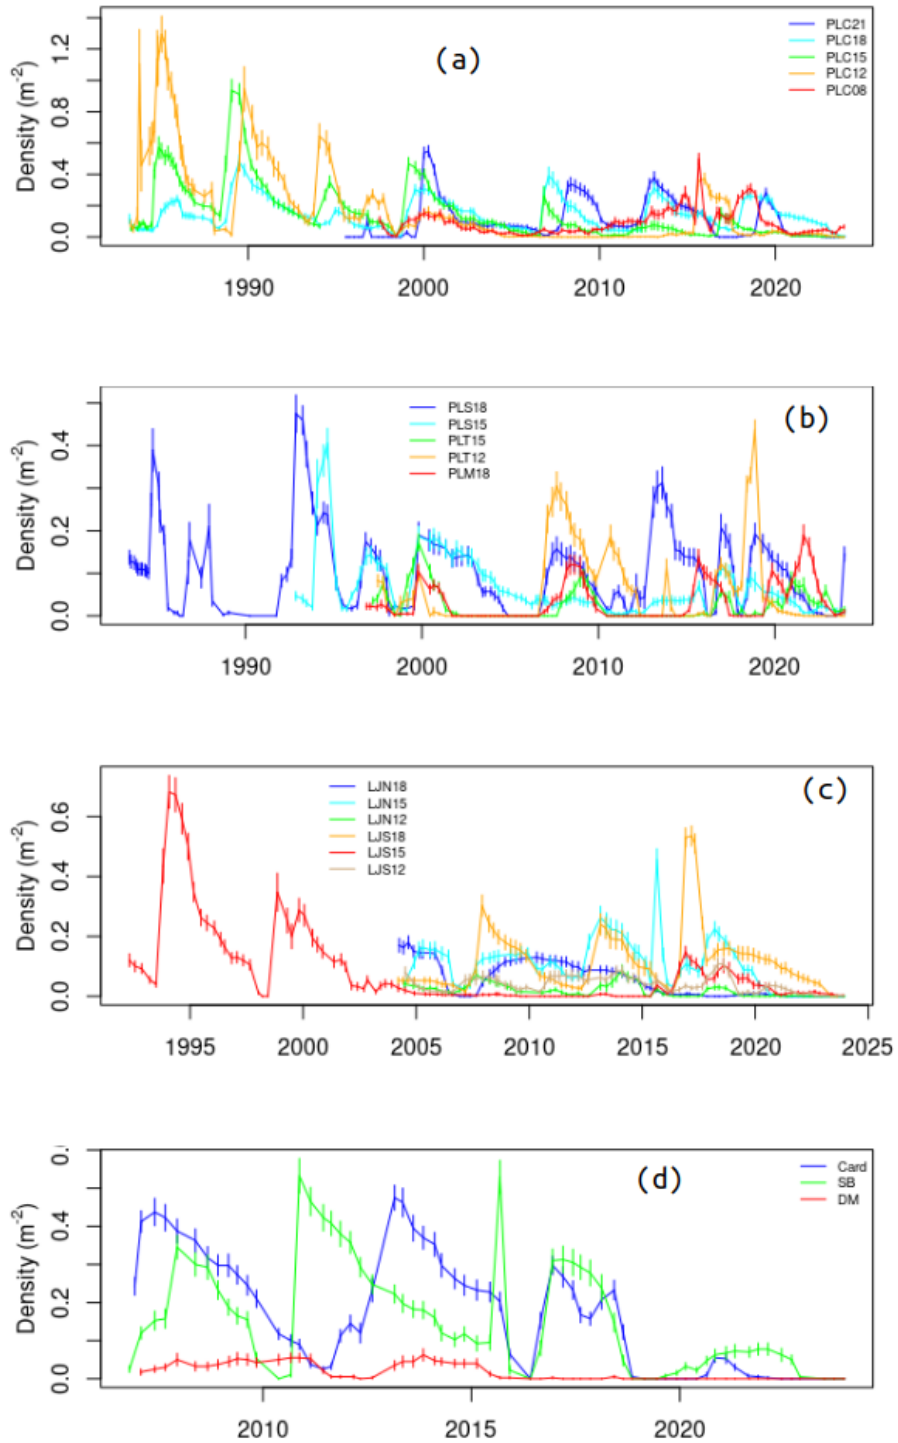 (a)
PLC21
PLC18
PLC15
PLC12
PLC08
Density (m⁻²)
0.0 0.4 0.8 1.2
1990 2000 2010 2020
(b)
PLS18
PLS15
PLT15
PLT12
PLM18
Density (m⁻²)
0.0 0.2 0.4
1990 2000 2010 2020
(c)
LJN18
LJN15
LJN12
LJS18
LJS15
LJS12
Density (m⁻²)
0.0 0.2 0.4 0.6
1995 2000 2005 2010 2015 2020 2025
(d)
Card
SB
DM
Density (m⁻²)
0.0 0.2 0.4
2010 2015 2020